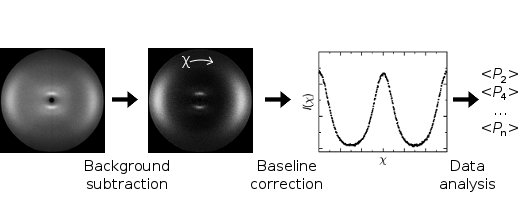 χ
I(χ)
χ
<P2>
<P4>
...
<Pn>
Background
subtraction
Baseline
correction
Data
analysis